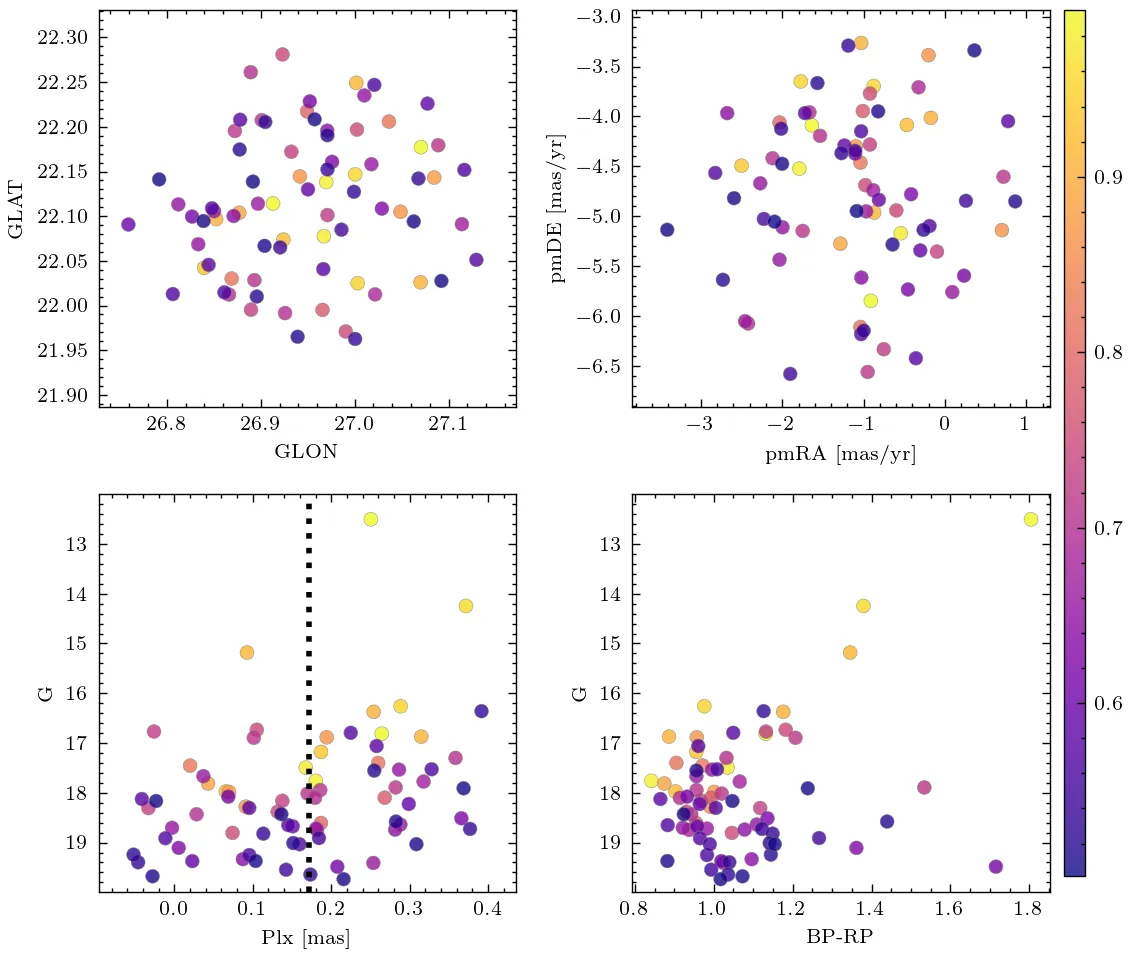 22.30
22.25
22.20
22.15
22.10
22.05
22.00
21.95
21.90
GLAT
26.8 26.9 27.0 27.1
GLON
−3.0
−3.5
−4.0
−4.5
−5.0
−5.5
−6.0
−6.5
pmDE [mas/yr]
−3 −2 −1 0 1
pmRA [mas/yr]
0.9
0.8
0.7
0.6
13
14
15
16
17
18
19
G
0.0 0.1 0.2 0.3 0.4
Plx [mas]
13
14
15
16
17
18
19
G
0.8 1.0 1.2 1.4 1.6 1.8
BP-RP